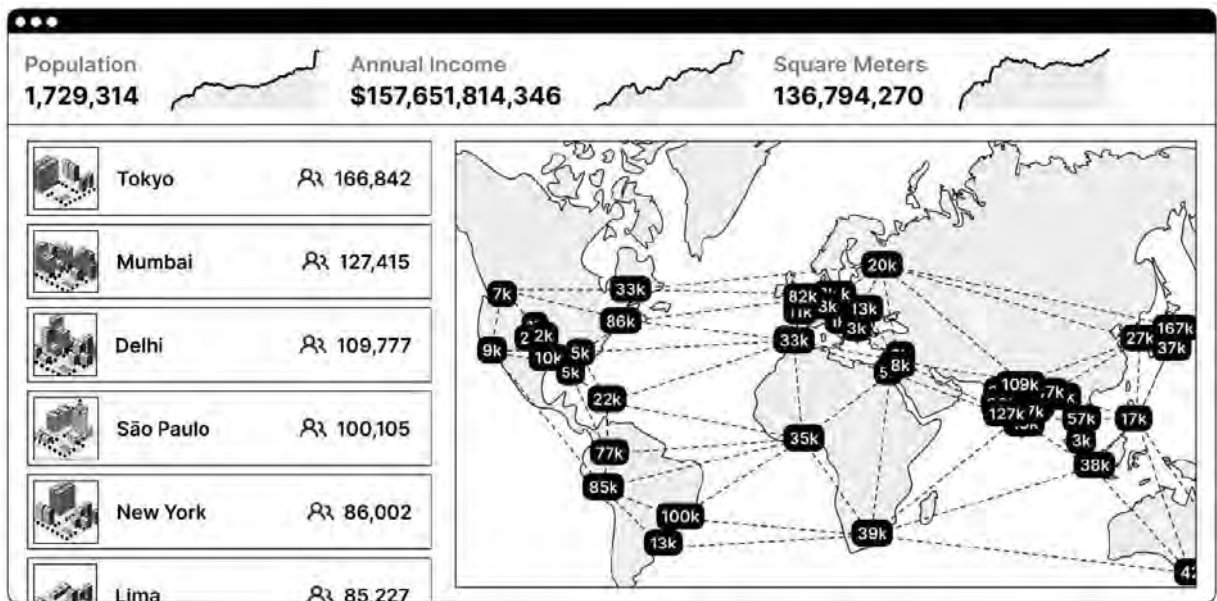 Population
1,729,314
Annual Income
$157,651,814,346
Square Meters
136,794,270
Tokyo
166,842
Mumbai
127,415
Delhi
109,777
São Paulo
100,105
New York
86,002
Lima
85,227
20k
7k
33k
82k
3k
13k
11k
86k
3k
167k
27k
37k
33k
2k
9k
10k
5k
5k
8k
109k
22k
127k
57k
17k
35k
3k
77k
38k
85k
100k
39k
13k